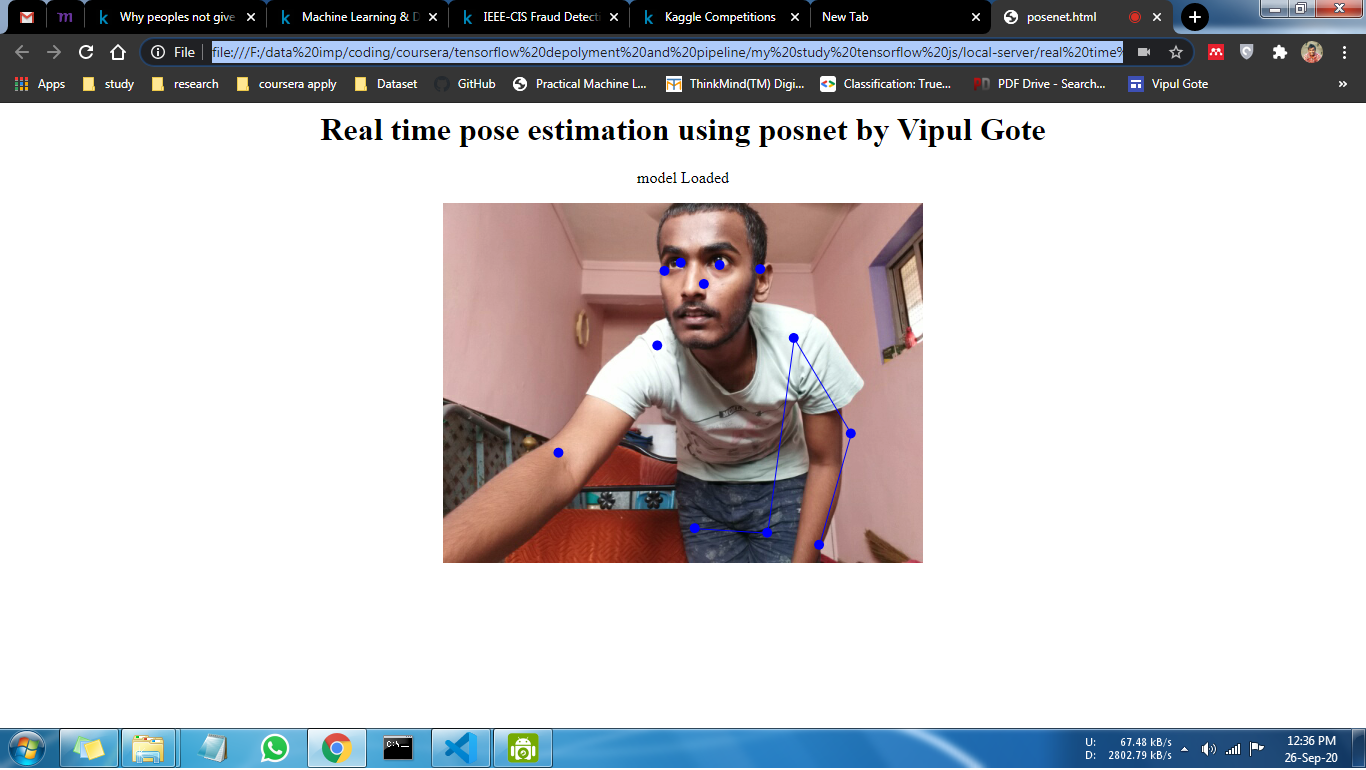 Why peoples not give
Machine Learning & D
IEEE-CIS Fraud Detecti
Kaggle Competitions
New Tab
posenet.html
File
file:///F:/data%20imp/coding/coursera/tensorflow%20depolyment%20and%20pipeline/my%20study%20tensorflow%20js/local-server/real%20time%
Apps
study
research
coursera apply
Dataset
GitHub
Practical Machine L...
ThinkMind(TM) Digi...
Classification: True...
PDF Drive - Search...
Vipul Gote
»
Real time pose estimation using posnet by Vipul Gote
model Loaded
U: 67.48 kB/s
D: 2802.79 kB/s
12:36 PM
26-Sep-20